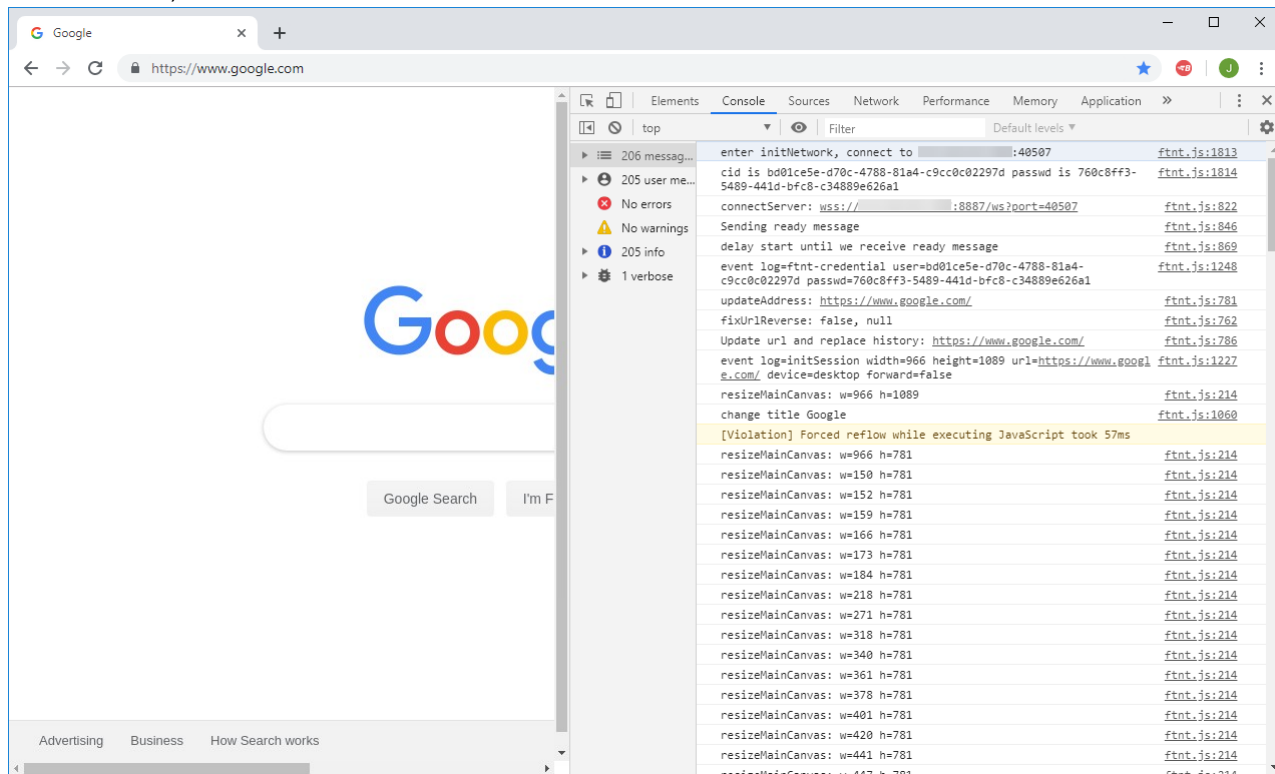 Google
https://www.google.com
J
Elements Console Sources Network Performance Memory Application »
top Filter Default levels
206 messag...
205 user me...
No errors
No warnings
205 info
1 verbose
enter initNetwork, connect to :40507 ftnt.js:1813
cid is bd01ce5e-d70c-4788-81a4-c9cc0c02297d passwd is 760c8ff3- ftnt.js:1814
5489-441d-bfc8-c34889e626a1
connectServer: wss:// :8887/ws?port=40507 ftnt.js:822
Sending ready message ftnt.js:846
delay start until we receive ready message ftnt.js:869
event log=ftnt-credential user=bd01ce5e-d70c-4788-81a4- ftnt.js:1248
c9cc0c02297d passwd=760c8ff3-5489-441d-bfc8-c34889e626a1
updateAddress: https://www.google.com/ ftnt.js:781
fixUrlReverse: false, null ftnt.js:762
Update url and replace history: https://www.google.com/ ftnt.js:786
event log=initSession width=966 height=1089 url=https://www.googl ftnt.js:1227
e.com/ device=desktop forward=false
resizeMainCanvas: w=966 h=1089 ftnt.js:214
change title Google ftnt.js:1060
[Violation] Forced reflow while executing JavaScript took 57ms
resizeMainCanvas: w=966 h=781 ftnt.js:214
resizeMainCanvas: w=150 h=781 ftnt.js:214
resizeMainCanvas: w=152 h=781 ftnt.js:214
resizeMainCanvas: w=159 h=781 ftnt.js:214
resizeMainCanvas: w=166 h=781 ftnt.js:214
resizeMainCanvas: w=173 h=781 ftnt.js:214
resizeMainCanvas: w=184 h=781 ftnt.js:214
resizeMainCanvas: w=218 h=781 ftnt.js:214
resizeMainCanvas: w=271 h=781 ftnt.js:214
resizeMainCanvas: w=318 h=781 ftnt.js:214
resizeMainCanvas: w=340 h=781 ftnt.js:214
resizeMainCanvas: w=361 h=781 ftnt.js:214
resizeMainCanvas: w=378 h=781 ftnt.js:214
resizeMainCanvas: w=401 h=781 ftnt.js:214
resizeMainCanvas: w=420 h=781 ftnt.js:214
resizeMainCanvas: w=441 h=781 ftnt.js:214
Goog
Google Search I'm F
Advertising Business How Search works